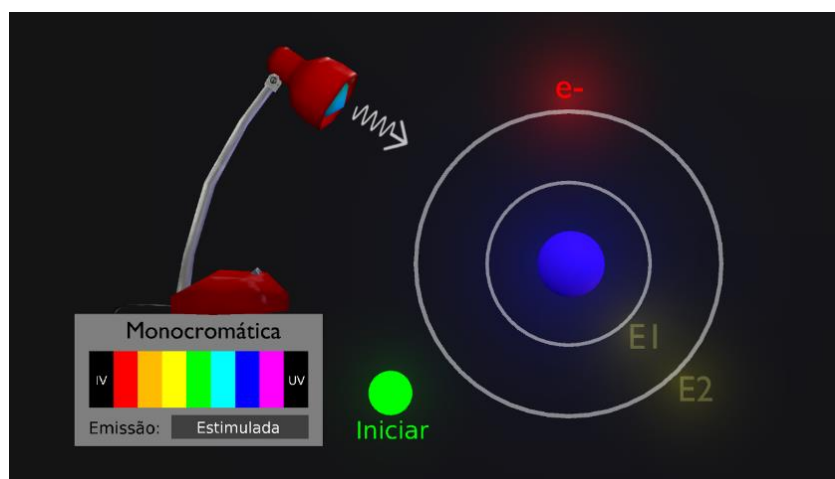 e-
Monocromática
IV
UV
Emissão: Estimulada
Iniciar
E1
E2